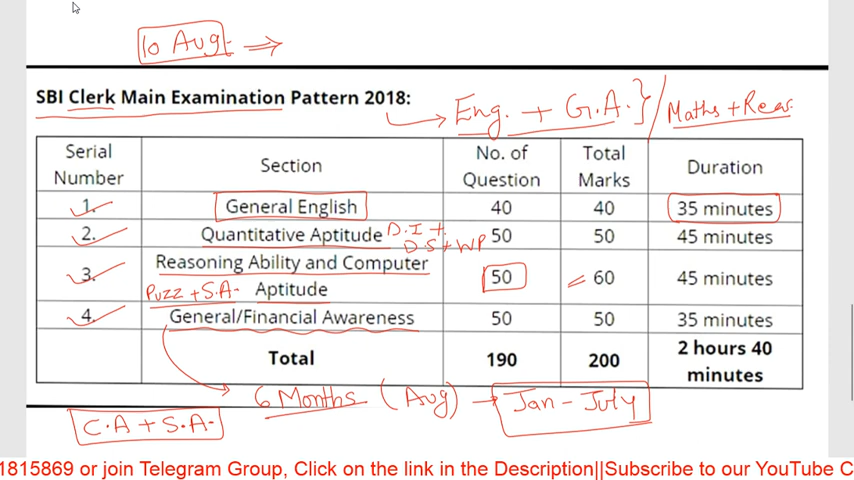 10 Aug. ⇒
SBI Clerk Main Examination Pattern 2018:
Eng. + G.A. } / Maths + Reas.
Serial Number Section No. of Question Total Marks Duration
1. General English 40 40 35 minutes
2. Quantitative Aptitude D.I + D.S + WP 50 50 45 minutes
3. Reasoning Ability and Computer Aptitude Puzz + S.A. 50 60 45 minutes
4. General/Financial Awareness 50 50 35 minutes
Total 190 200 2 hours 40 minutes
6 Months (Aug) → Jan - July
C.A + S.A.
1815869 or join Telegram Group, Click on the link in the Description||Subscribe to our YouTube C